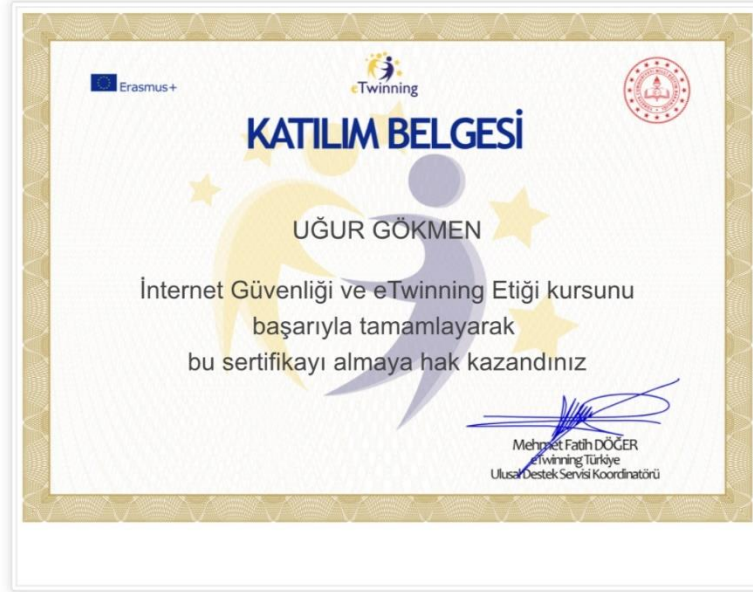 Erasmus+
eTwinning
KATILIM BELGESİ
UĞUR GÖKMEN
İnternet Güvenliği ve eTwinning Etiği kursunu
başarıyla tamamlayarak
bu sertifikayı almaya hak kazandınız
Mehmet Fatih DÖĞER
eTwinning Türkiye
Ulusal Destek Servisi Koordinatörü